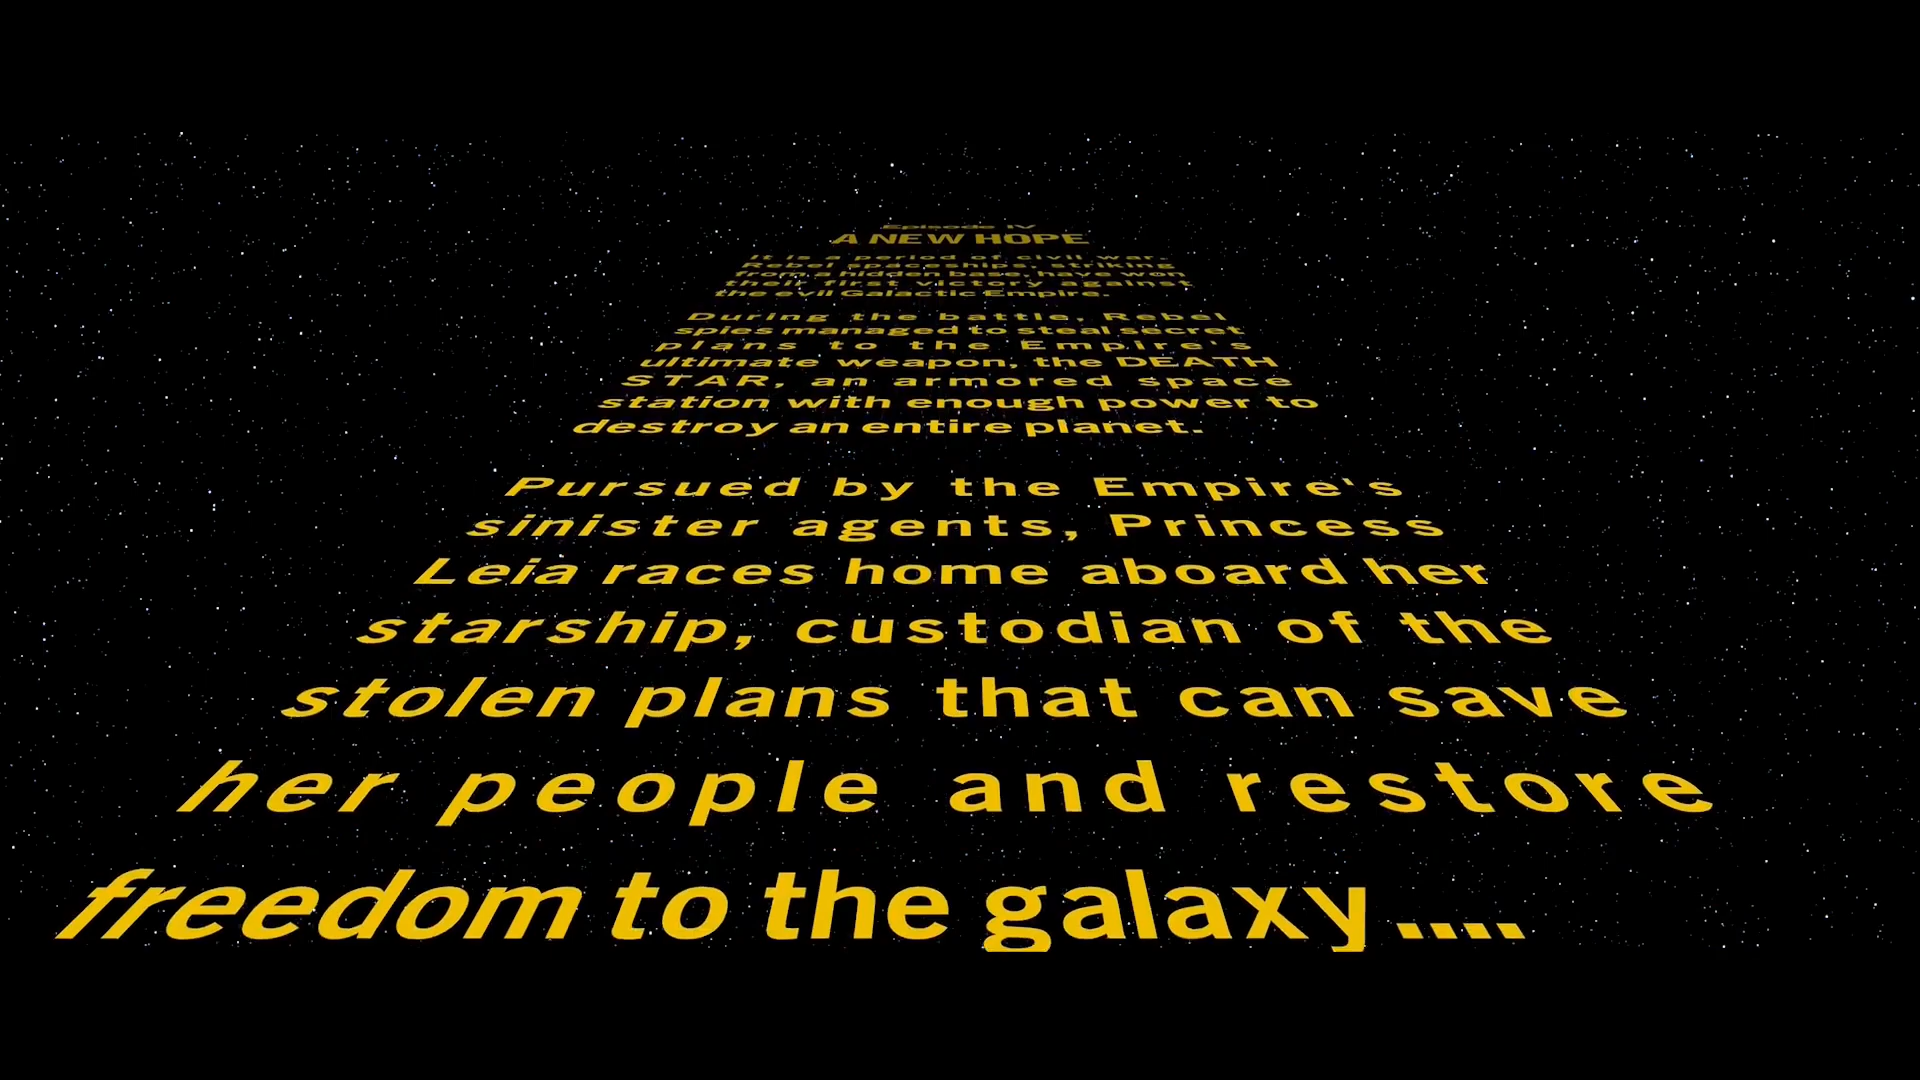 Episode IV
A NEW HOPE
It is a period of civil war.
Rebel spaceships, striking
from a hidden base, have won
their first victory against
the evil Galactic Empire.
During the battle, Rebel
spies managed to steal secret
plans to the Empire's
ultimate weapon, the DEATH
STAR, an armored space
station with enough power to
destroy an entire planet.
Pursued by the Empire's
sinister agents, Princess
Leia races home aboard her
starship, custodian of the
stolen plans that can save
her people and restore
freedom to the galaxy....